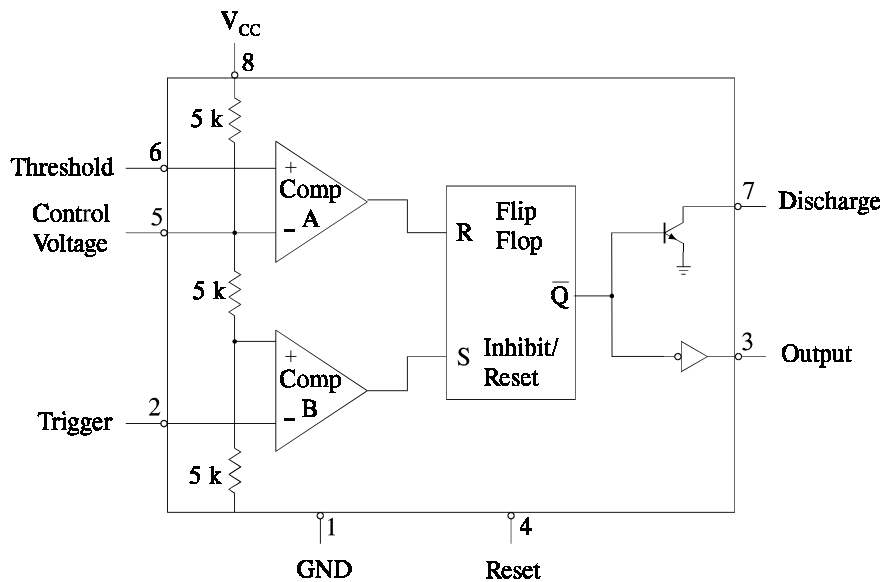 V_CC
8
5 k
6
Threshold
+
Comp
A
−
Control
Voltage
5
R
Flip
Flop
7
Discharge
5 k
Q̅
+
Comp
B
−
S
Inhibit/
Reset
3
Output
2
Trigger
5 k
1
4
GND
Reset